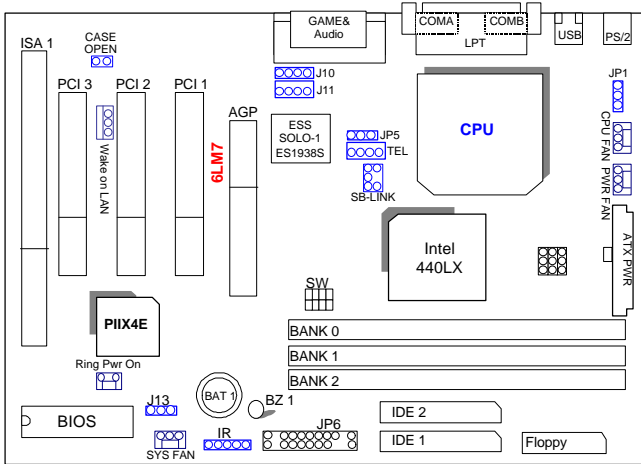 GAME&
Audio
COMA
COMB
LPT
USB
PS/2
ISA 1
CASE
OPEN
J10
J11
JP1
PCI 3
PCI 2
PCI 1
AGP
Wake on LAN
6LM7
ESS
SOLO-1
ES1938S
JP5
TEL
SB-LINK
CPU
CPU FAN
PWR FAN
ATX PWR
Intel
440LX
SW
PIIX4E
BANK 0
BANK 1
BANK 2
Ring Pwr On
J13
BAT 1
BZ 1
BIOS
SYS FAN
IR
JP6
IDE 2
IDE 1
Floppy